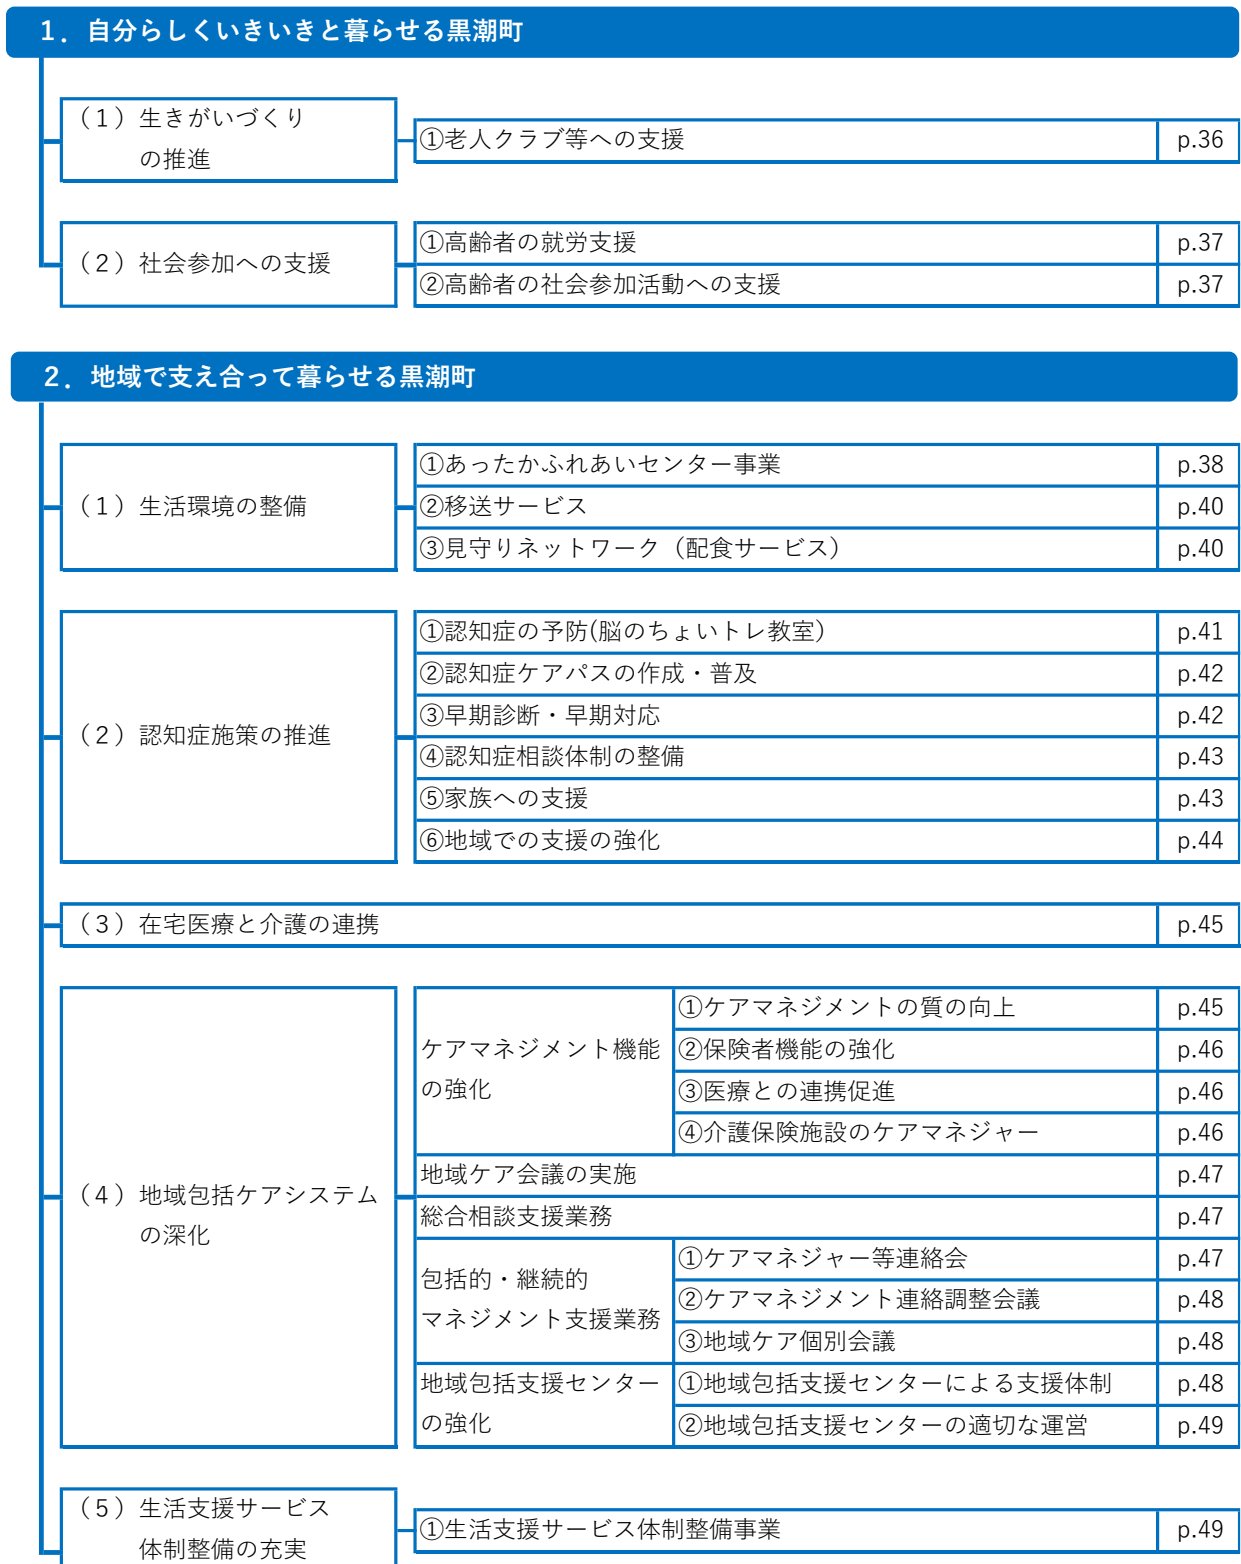 1．自分らしくいきいきと暮らせる黒潮町
（1）生きがいづくり
の推進
①老人クラブ等への支援 p.36
（2）社会参加への支援
①高齢者の就労支援 p.37
②高齢者の社会参加活動への支援 p.37
2．地域で支え合って暮らせる黒潮町
（1）生活環境の整備
①あったかふれあいセンター事業 p.38
②移送サービス p.40
③見守りネットワーク（配食サービス） p.40
（2）認知症施策の推進
①認知症の予防(脳のちょいトレ教室） p.41
②認知症ケアパスの作成・普及 p.42
③早期診断・早期対応 p.42
④認知症相談体制の整備 p.43
⑤家族への支援 p.43
⑥地域での支援の強化 p.44
（3）在宅医療と介護の連携 p.45
（4）地域包括ケアシステム
の深化
ケアマネジメント機能
の強化
①ケアマネジメントの質の向上 p.45
②保険者機能の強化 p.46
③医療との連携促進 p.46
④介護保険施設のケアマネジャー p.46
地域ケア会議の実施 p.47
総合相談支援業務 p.47
包括的・継続的
マネジメント支援業務
①ケアマネジャー等連絡会 p.47
②ケアマネジメント連絡調整会議 p.48
③地域ケア個別会議 p.48
地域包括支援センター
の強化
①地域包括支援センターによる支援体制 p.48
②地域包括支援センターの適切な運営 p.49
（5）生活支援サービス
体制整備の充実
①生活支援サービス体制整備事業 p.49